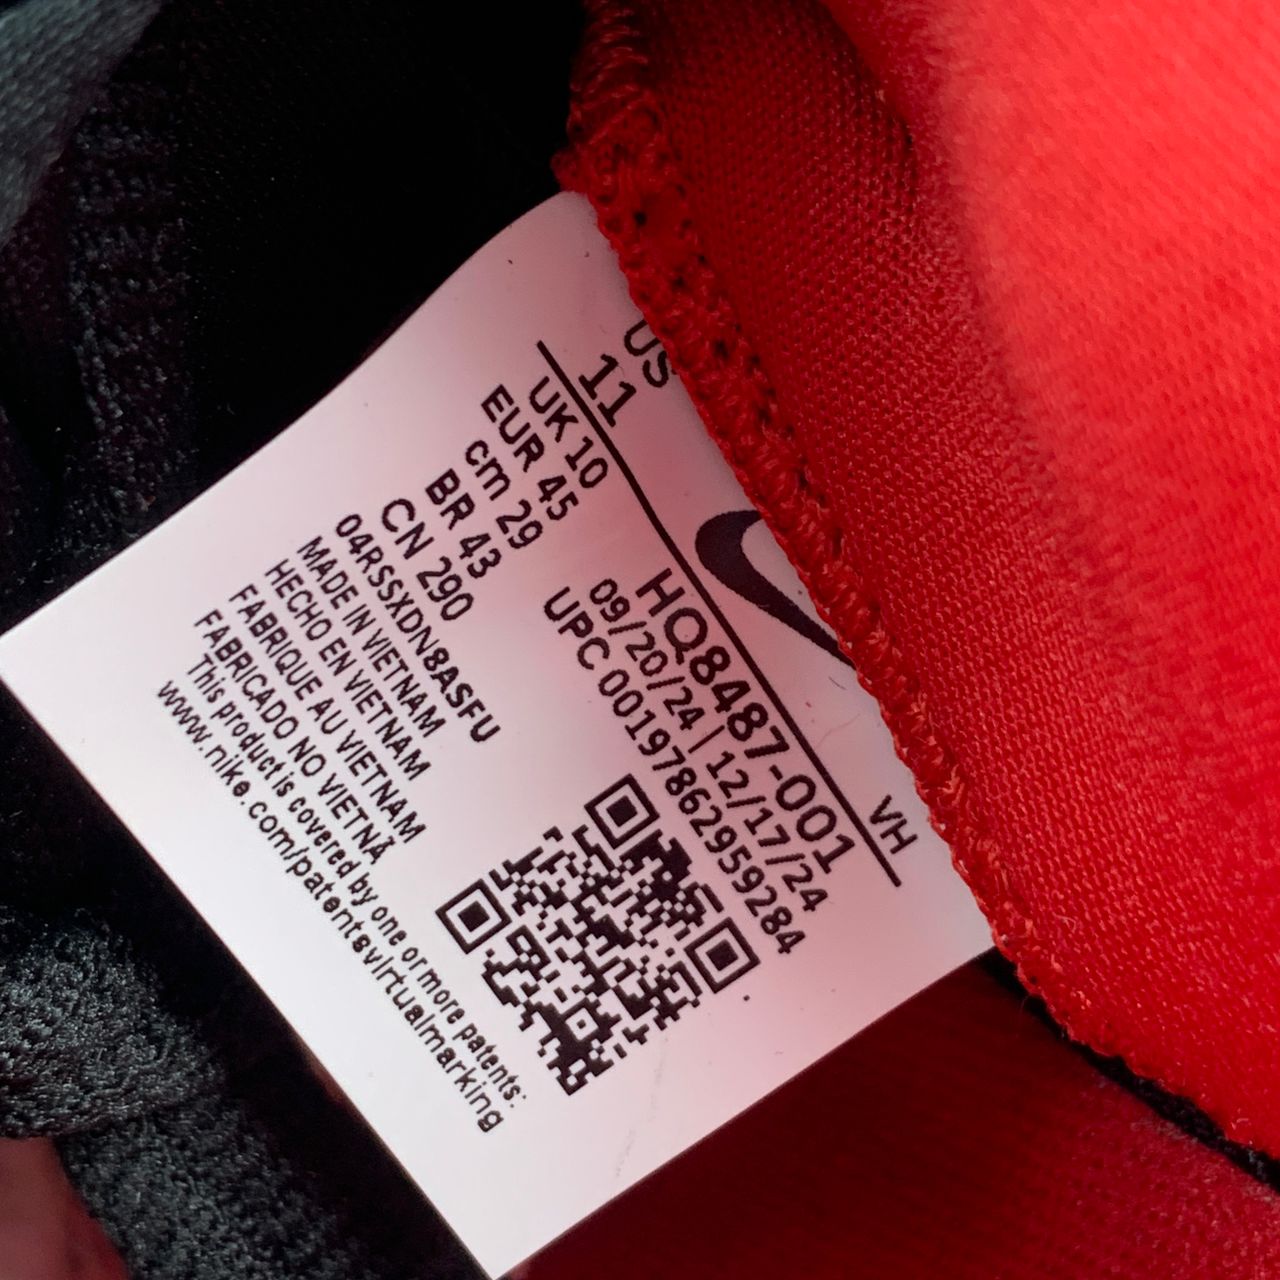 US
11
UK 10
EUR 45
cm 29
BR 43
CN 290
04RSSXDN8ASFU
MADE IN VIETNAM
HECHO EN VIETNAM
FABRIQUE AU VIETNAM
FABRICADO NO VIETNÃ
This product is covered by one or more patents:
www.nike.com/patentsvirtualmarking
VH
HQ8487-001
09/20/24 | 12/17/24
UPC 00197862959284